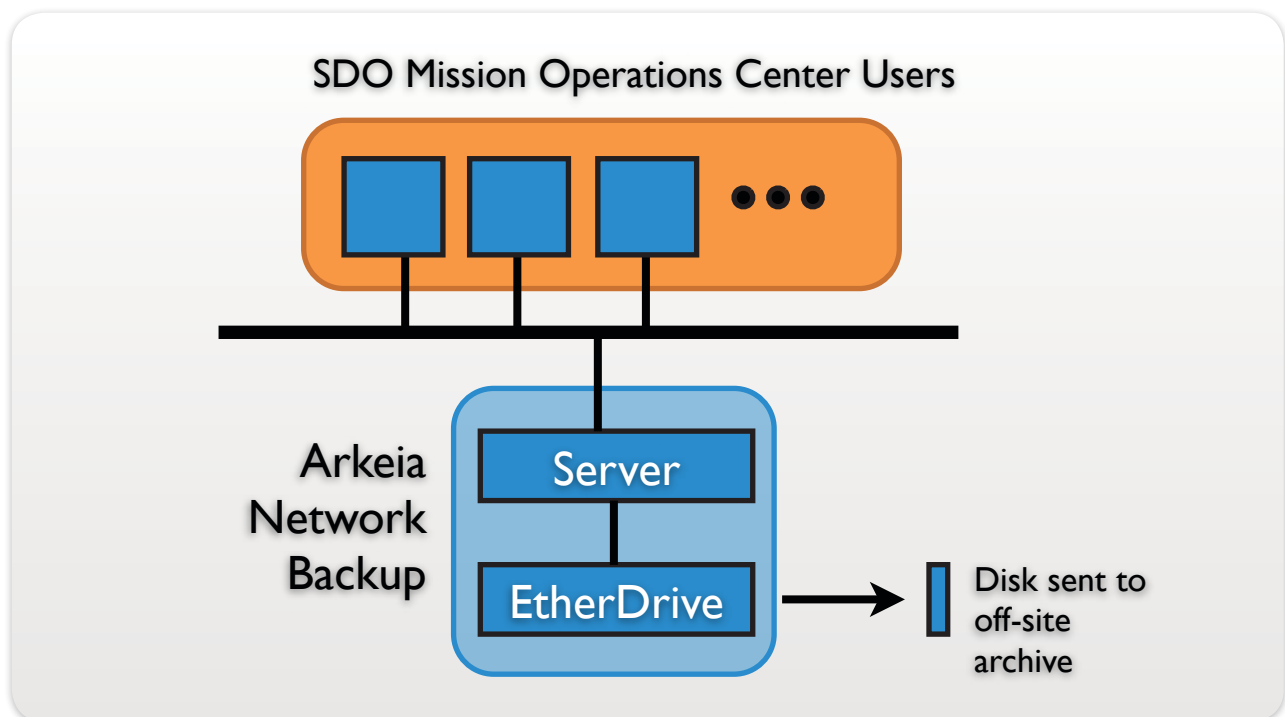 SDO Mission Operations Center Users
Arkeia
Network
Backup
Server
EtherDrive
Disk sent to
off-site
archive